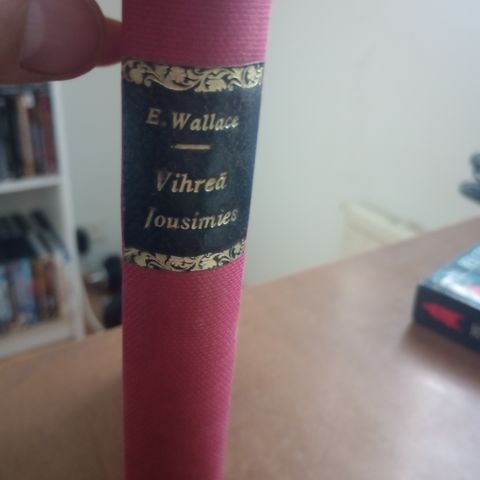 E. Wallace
Vihreä
Jousimies